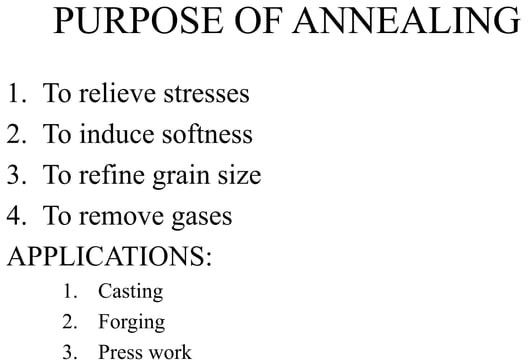 PURPOSE OF ANNEALING
1. To relieve stresses
2. To induce softness
3. To refine grain size
4. To remove gases
APPLICATIONS:
1. Casting
2. Forging
3. Press work